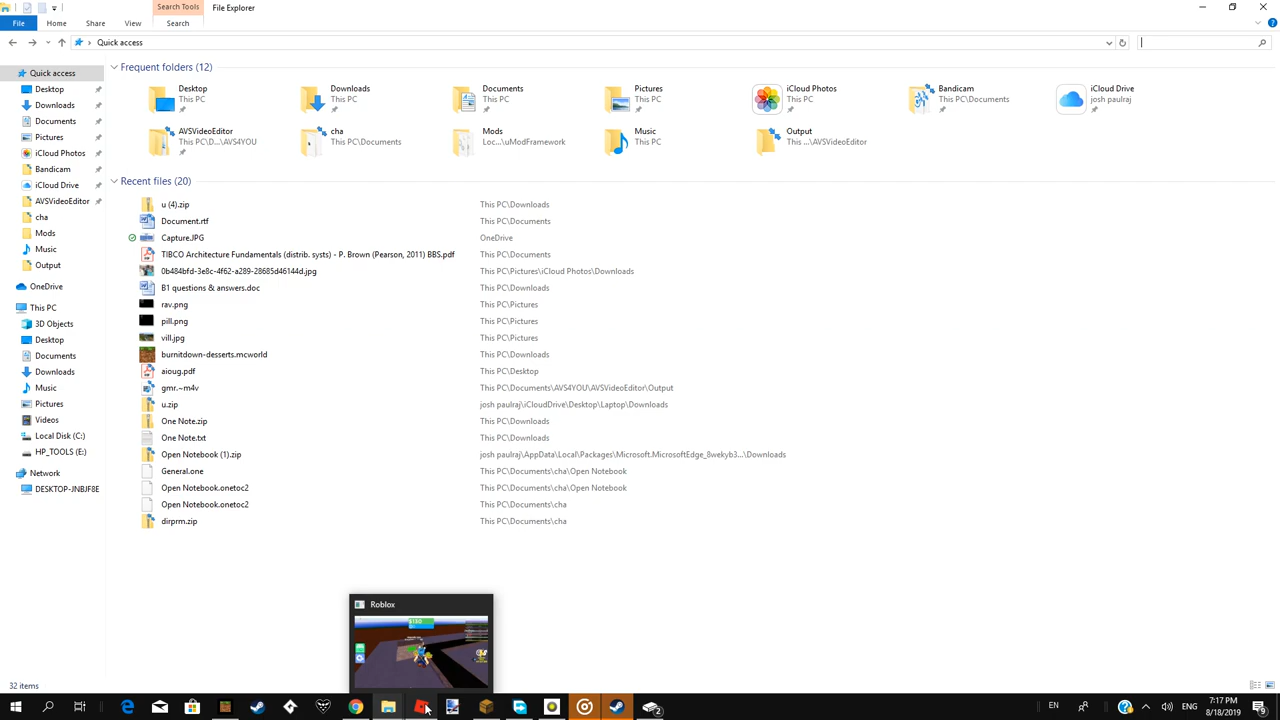 Search Tools
File Explorer
File
Home
Share
View
Search
Quick access
Quick access
Desktop
Downloads
Documents
Pictures
iCloud Photos
Bandicam
iCloud Drive
AVSVideoEditor
cha
Mods
Music
Output
OneDrive
This PC
3D Objects
Desktop
Documents
Downloads
Music
Pictures
Videos
Local Disk (C:)
HP_TOOLS (E:)
Network
DESKTOP-JNBJF8E
Frequent folders (12)
Desktop
This PC
Downloads
This PC
Documents
This PC
Pictures
This PC
iCloud Photos
This PC
Bandicam
This PC\Documents
iCloud Drive
josh paulraj
AVSVideoEditor
This PC\D...\AVS4YOU
cha
This PC\Documents
Mods
Loc...\uModFramework
Music
This PC
Output
This ...\AVSVideoEditor
Recent files (20)
u (4).zip This PC\Downloads
Document.rtf This PC\Documents
Capture.JPG OneDrive
TIBCO Architecture Fundamentals (distrib. systs) - P. Brown (Pearson, 2011) BBS.pdf This PC\Documents
0b484bfd-3e8c-4f62-a289-28685d46144d.jpg This PC\Pictures\iCloud Photos\Downloads
B1 questions & answers.doc This PC\Downloads
rav.png This PC\Pictures
pill.png This PC\Pictures
vill.jpg This PC\Pictures
burnitdown-desserts.mcworld This PC\Downloads
aioug.pdf This PC\Desktop
gmr.~m4v This PC\Documents\AVS4YOU\AVSVideoEditor\Output
u.zip josh paulraj\iCloudDrive\Desktop\Laptop\Downloads
One Note.zip This PC\Downloads
One Note.txt This PC\Downloads
Open Notebook (1).zip josh paulraj\AppData\Local\Packages\Microsoft.MicrosoftEdge_8wekyb3...\Downloads
General.one This PC\Documents\cha\Open Notebook
Open Notebook.onetoc2 This PC\Documents\cha\Open Notebook
Open Notebook.onetoc2 This PC\Documents\cha
dirprm.zip This PC\Documents\cha
Roblox
32 items
EN
ENG
7:17 PM
8/18/2019